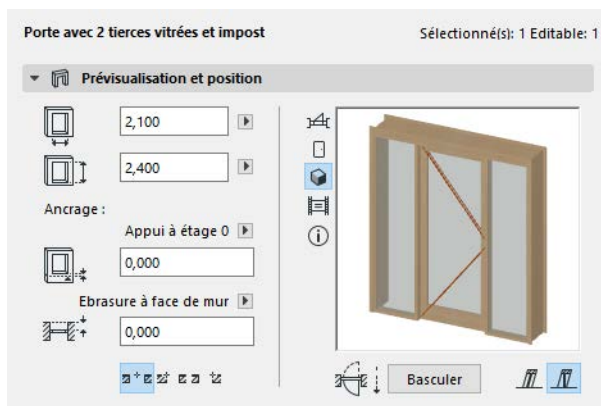 Porte avec 2 tierces vitrées et impost
Sélectionné(s): 1 Editable: 1
Prévisualisation et position
2,100
2,400
Ancrage :
Appui à étage 0
0,000
Ebrasure à face de mur
0,000
Basculer